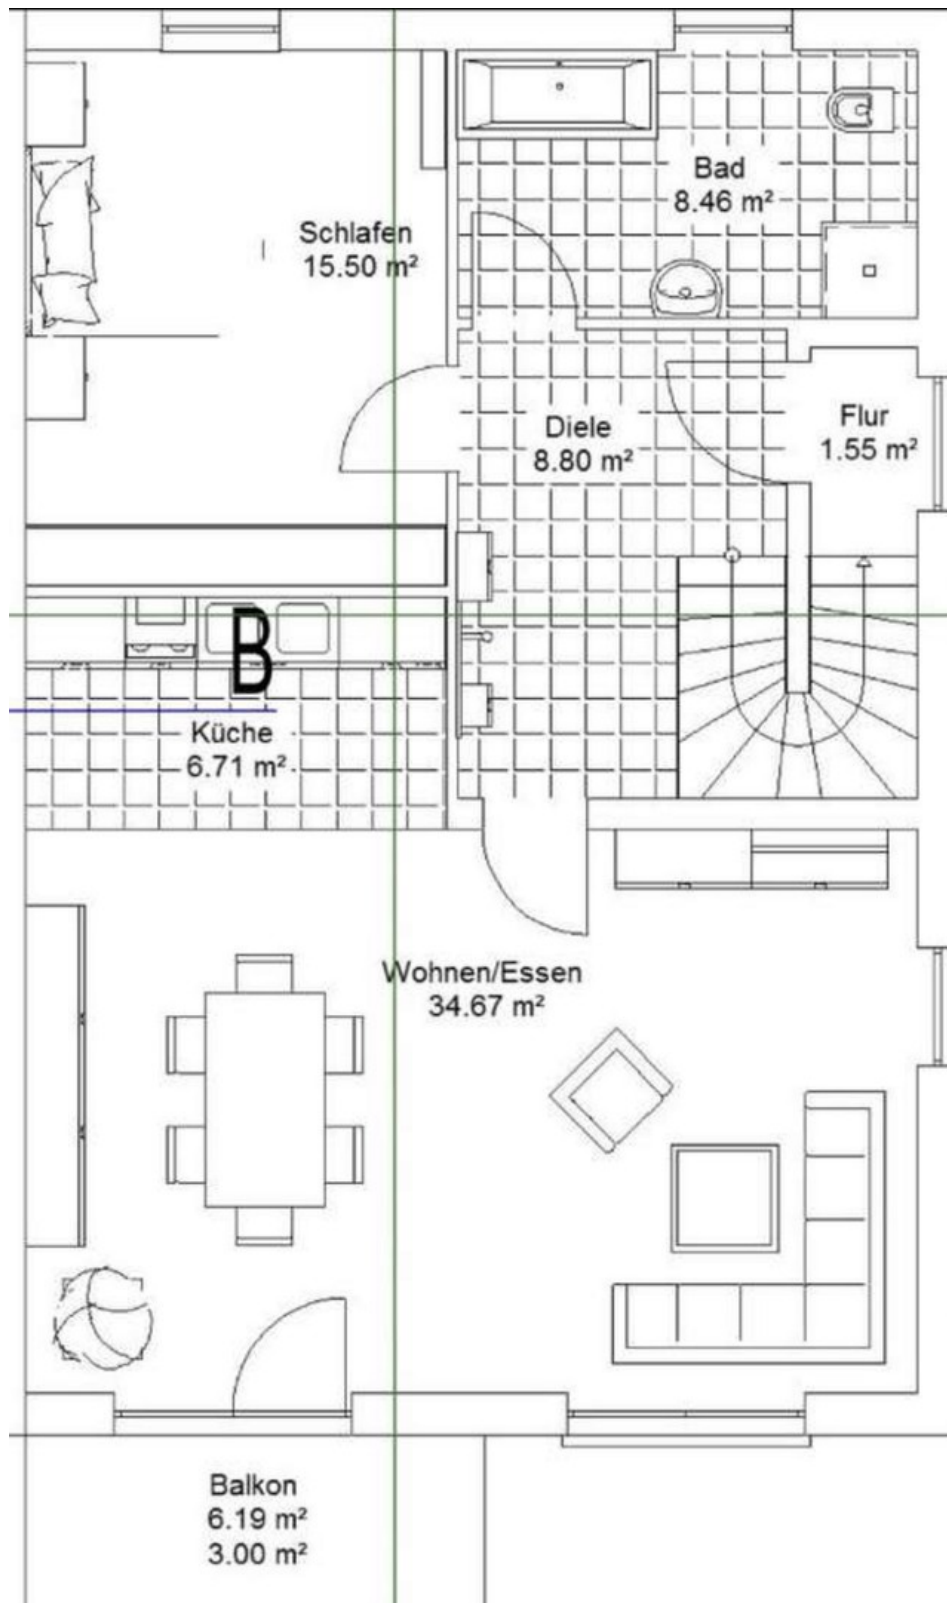 Bad
8.46 m²
Schlafen
15.50 m²
Diele
8.80 m²
Flur
1.55 m²
B
Küche
6.71 m²
Wohnen/Essen
34.67 m²
Balkon
6.19 m²
3.00 m²